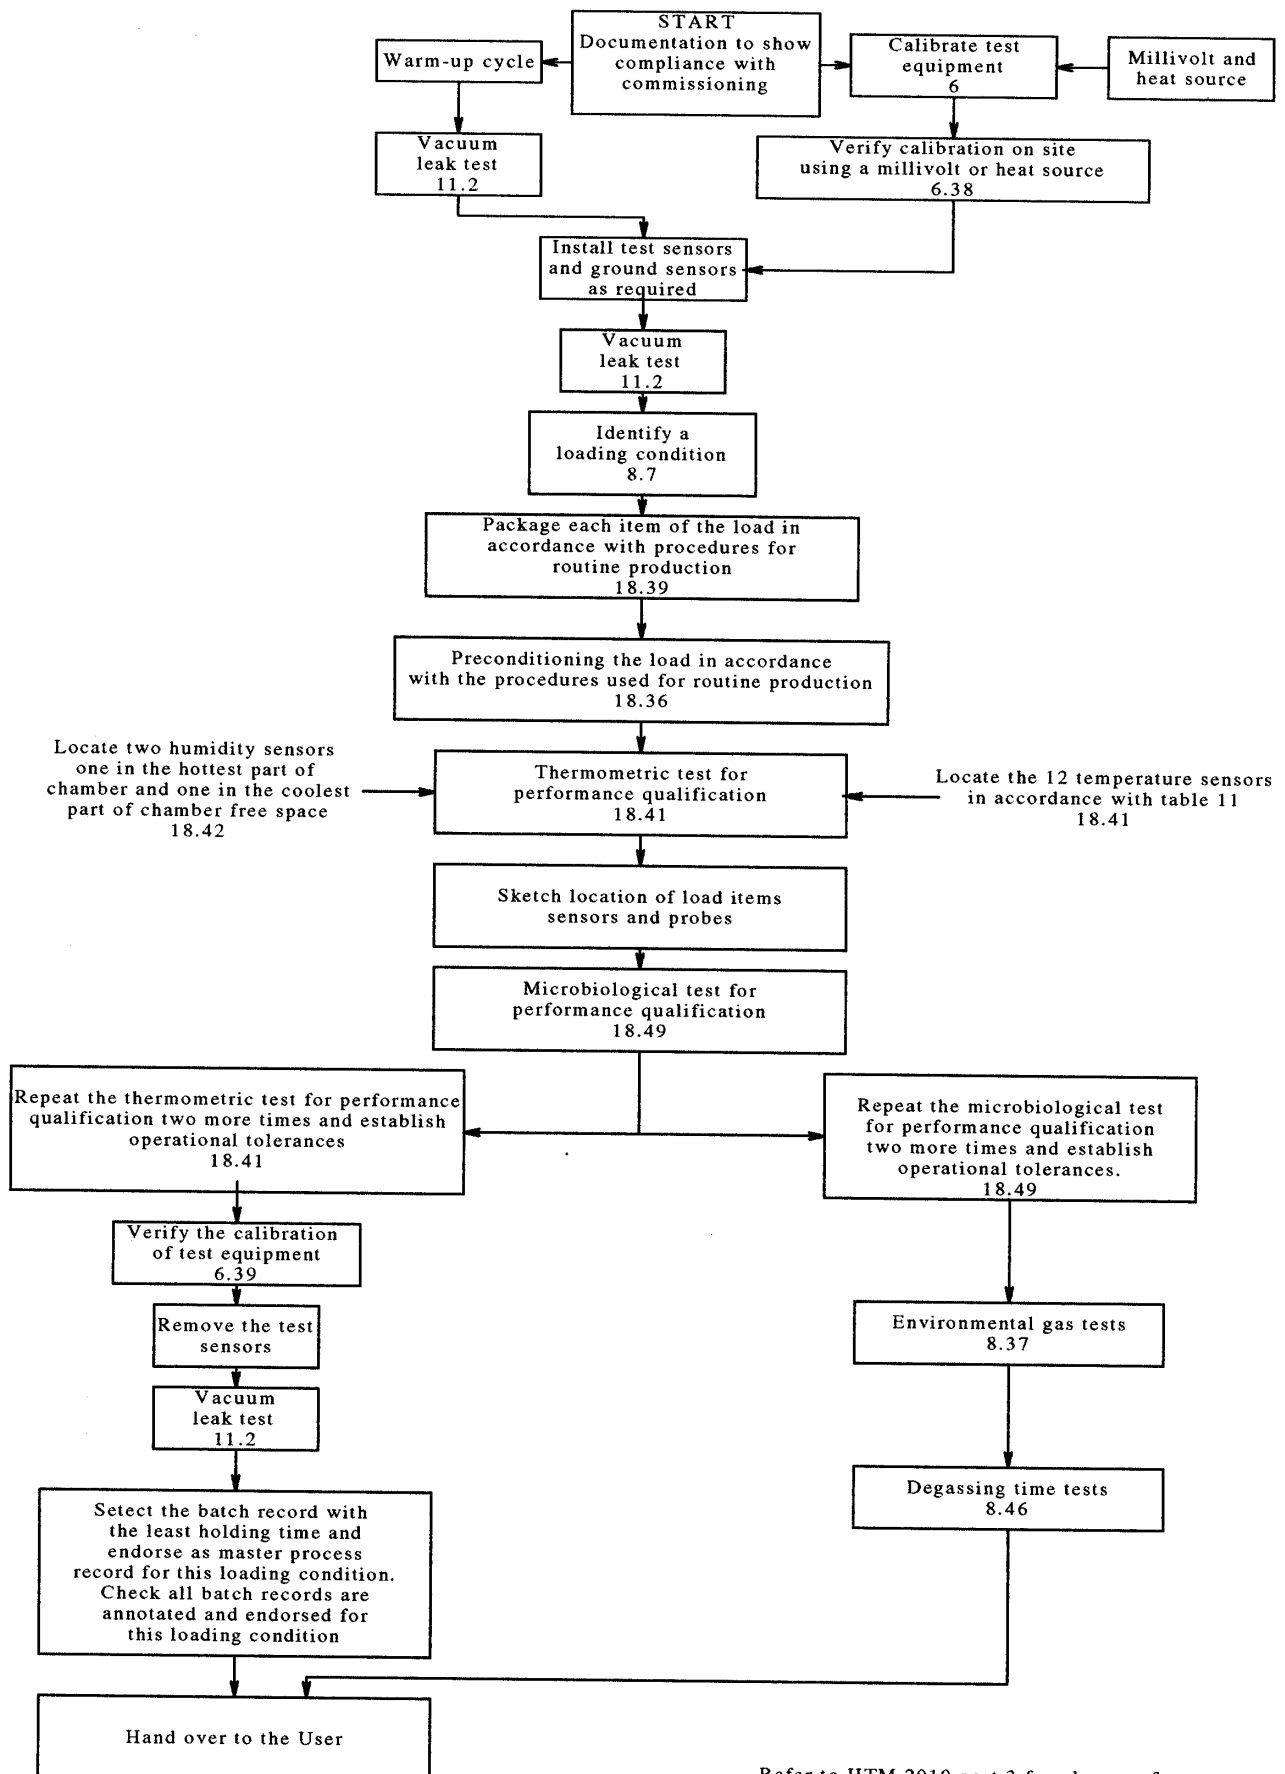 START
Documentation to show
compliance with
commissioning
Warm-up cycle
Calibrate test
equipment
6
Millivolt and
heat source
Vacuum
leak test
11.2
Verify calibration on site
using a millivolt or heat source
6.38
Install test sensors
and ground sensors
as required
Vacuum
leak test
11.2
Identify a
loading condition
8.7
Package each item of the load in
accordance with procedures for
routine production
18.39
Preconditioning the load in accordance
with the procedures used for routine production
18.36
Locate two humidity sensors
one in the hottest part of
chamber and one in the coolest
part of chamber free space
18.42
Thermometric test for
performance qualification
18.41
Locate the 12 temperature sensors
in accordance with table 11
18.41
Sketch location of load items
sensors and probes
Microbiological test for
performance qualification
18.49
Repeat the thermometric test for performance
qualification two more times and establish
operational tolerances
18.41
Repeat the microbiological test
for performance qualification
two more times and establish
operational tolerances.
18.49
Verify the calibration
of test equipment
6.39
Remove the test
sensors
Vacuum
leak test
11.2
Environmental gas tests
8.37
Degassing time tests
8.46
Setect the batch record with
the least holding time and
endorse as master process
record for this loading condition.
Check all batch records are
annotated and endorsed for
this loading condition
Hand over to the User